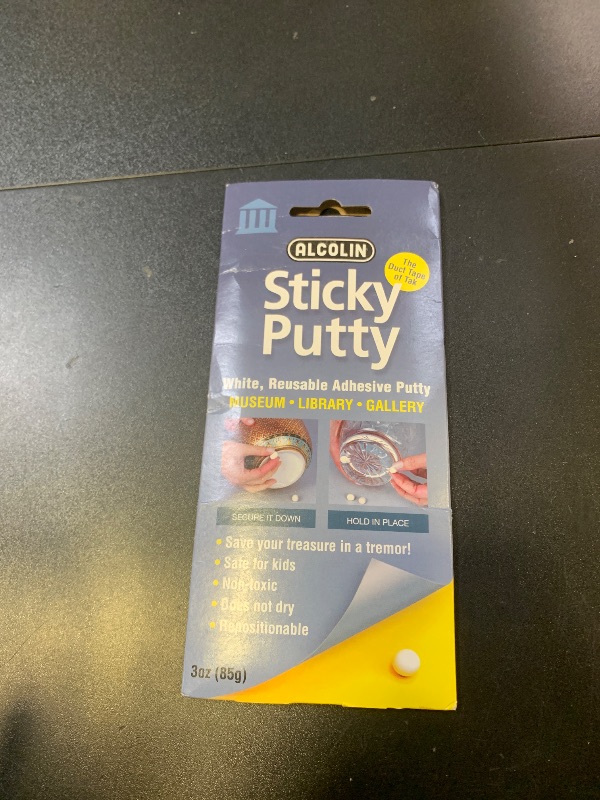 ALCOLIN
The
Duct Tape
of Tak
Sticky
Putty
White, Reusable Adhesive Putty
MUSEUM • LIBRARY • GALLERY
SECURE IT DOWN
HOLD IN PLACE
• Save your treasure in a tremor!
• Safe for kids
• Non-toxic
• Does not dry
• Repositionable
3oz (85g)